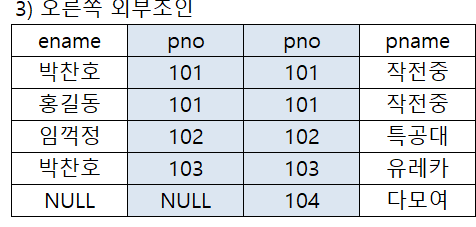 3) 오른쪽 외부조인
ename pno pno pname
박찬호 101 101 작전중
홍길동 101 101 작전중
임꺽정 102 102 특공대
박찬호 103 103 유레카
NULL NULL 104 다모여